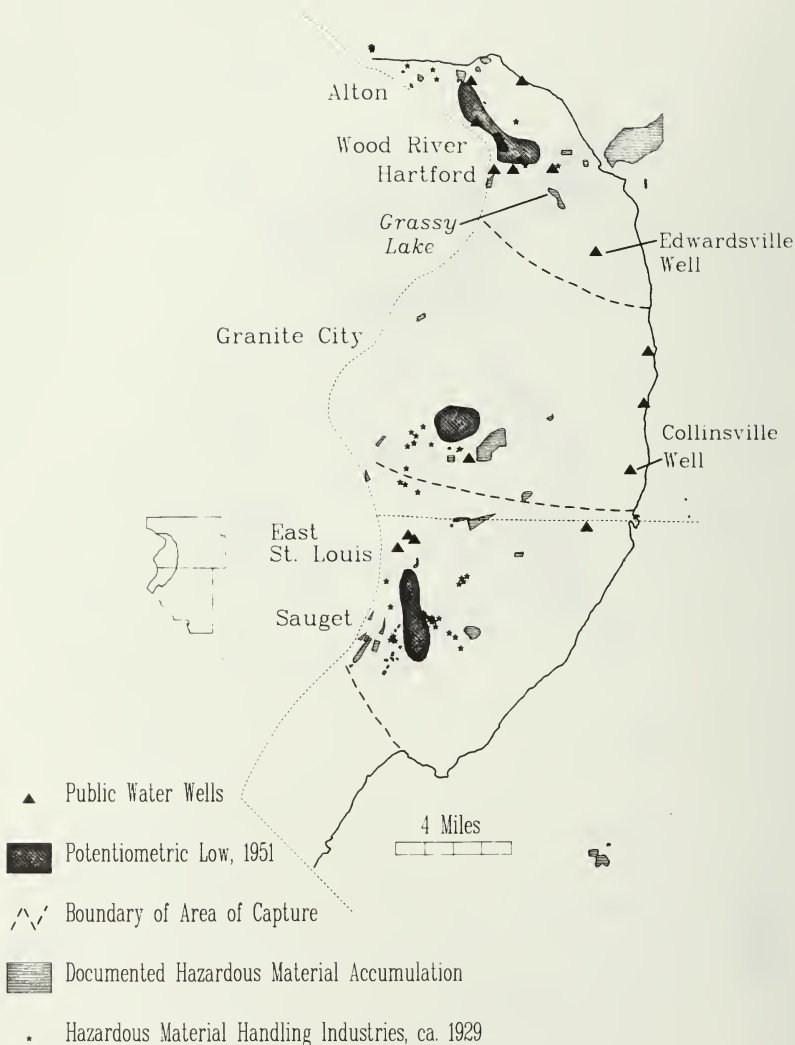 Alton
Wood River
Hartford
Grassy
Lake
Edwardsville
Well
Granite City
Collinsville
Well
East
St. Louis
Sauget
Public Water Wells
4 Miles
Potentiometric Low, 1951
Boundary of Area of Capture
Documented Hazardous Material Accumulation
Hazardous Material Handling Industries, ca. 1929